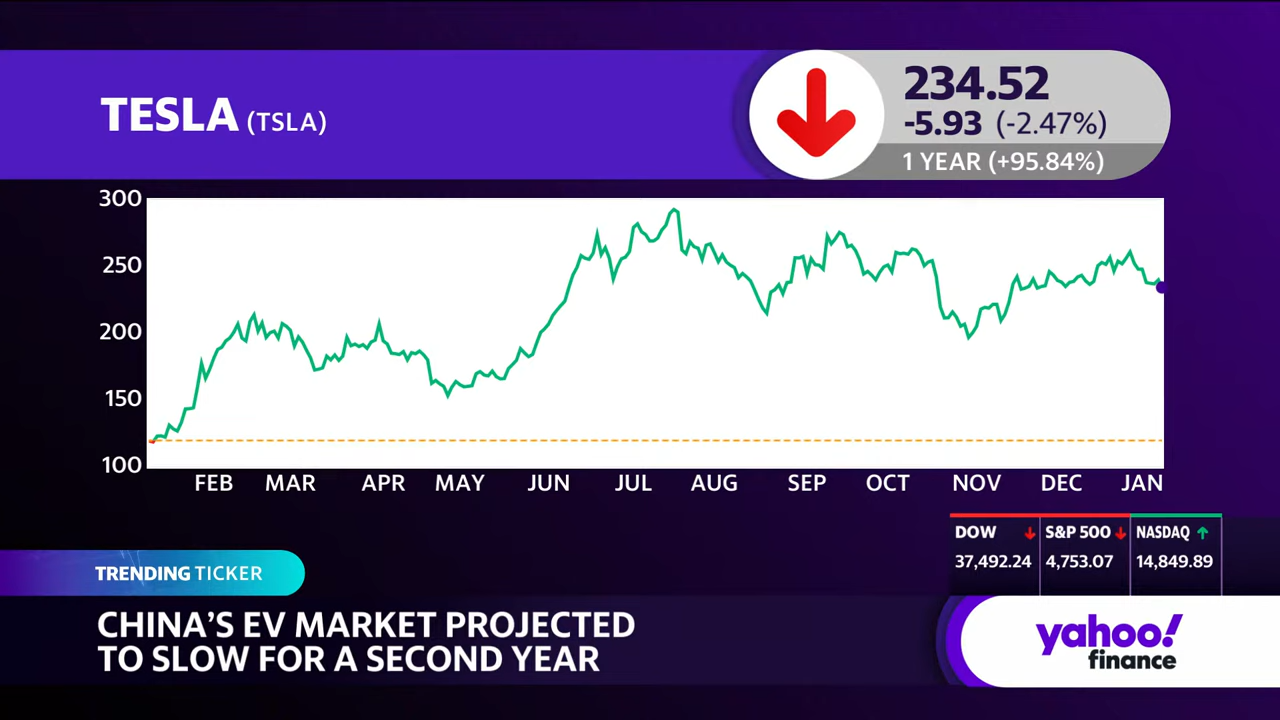 TESLA (TSLA)
234.52
-5.93 (-2.47%)
1 YEAR (+95.84%)
300
250
200
150
100
FEB MAR APR MAY JUN JUL AUG SEP OCT NOV DEC JAN
DOW S&P 500 NASDAQ
37,492.24 4,753.07 14,849.89
TRENDING TICKER
CHINA'S EV MARKET PROJECTED
TO SLOW FOR A SECOND YEAR
yahoo!
finance